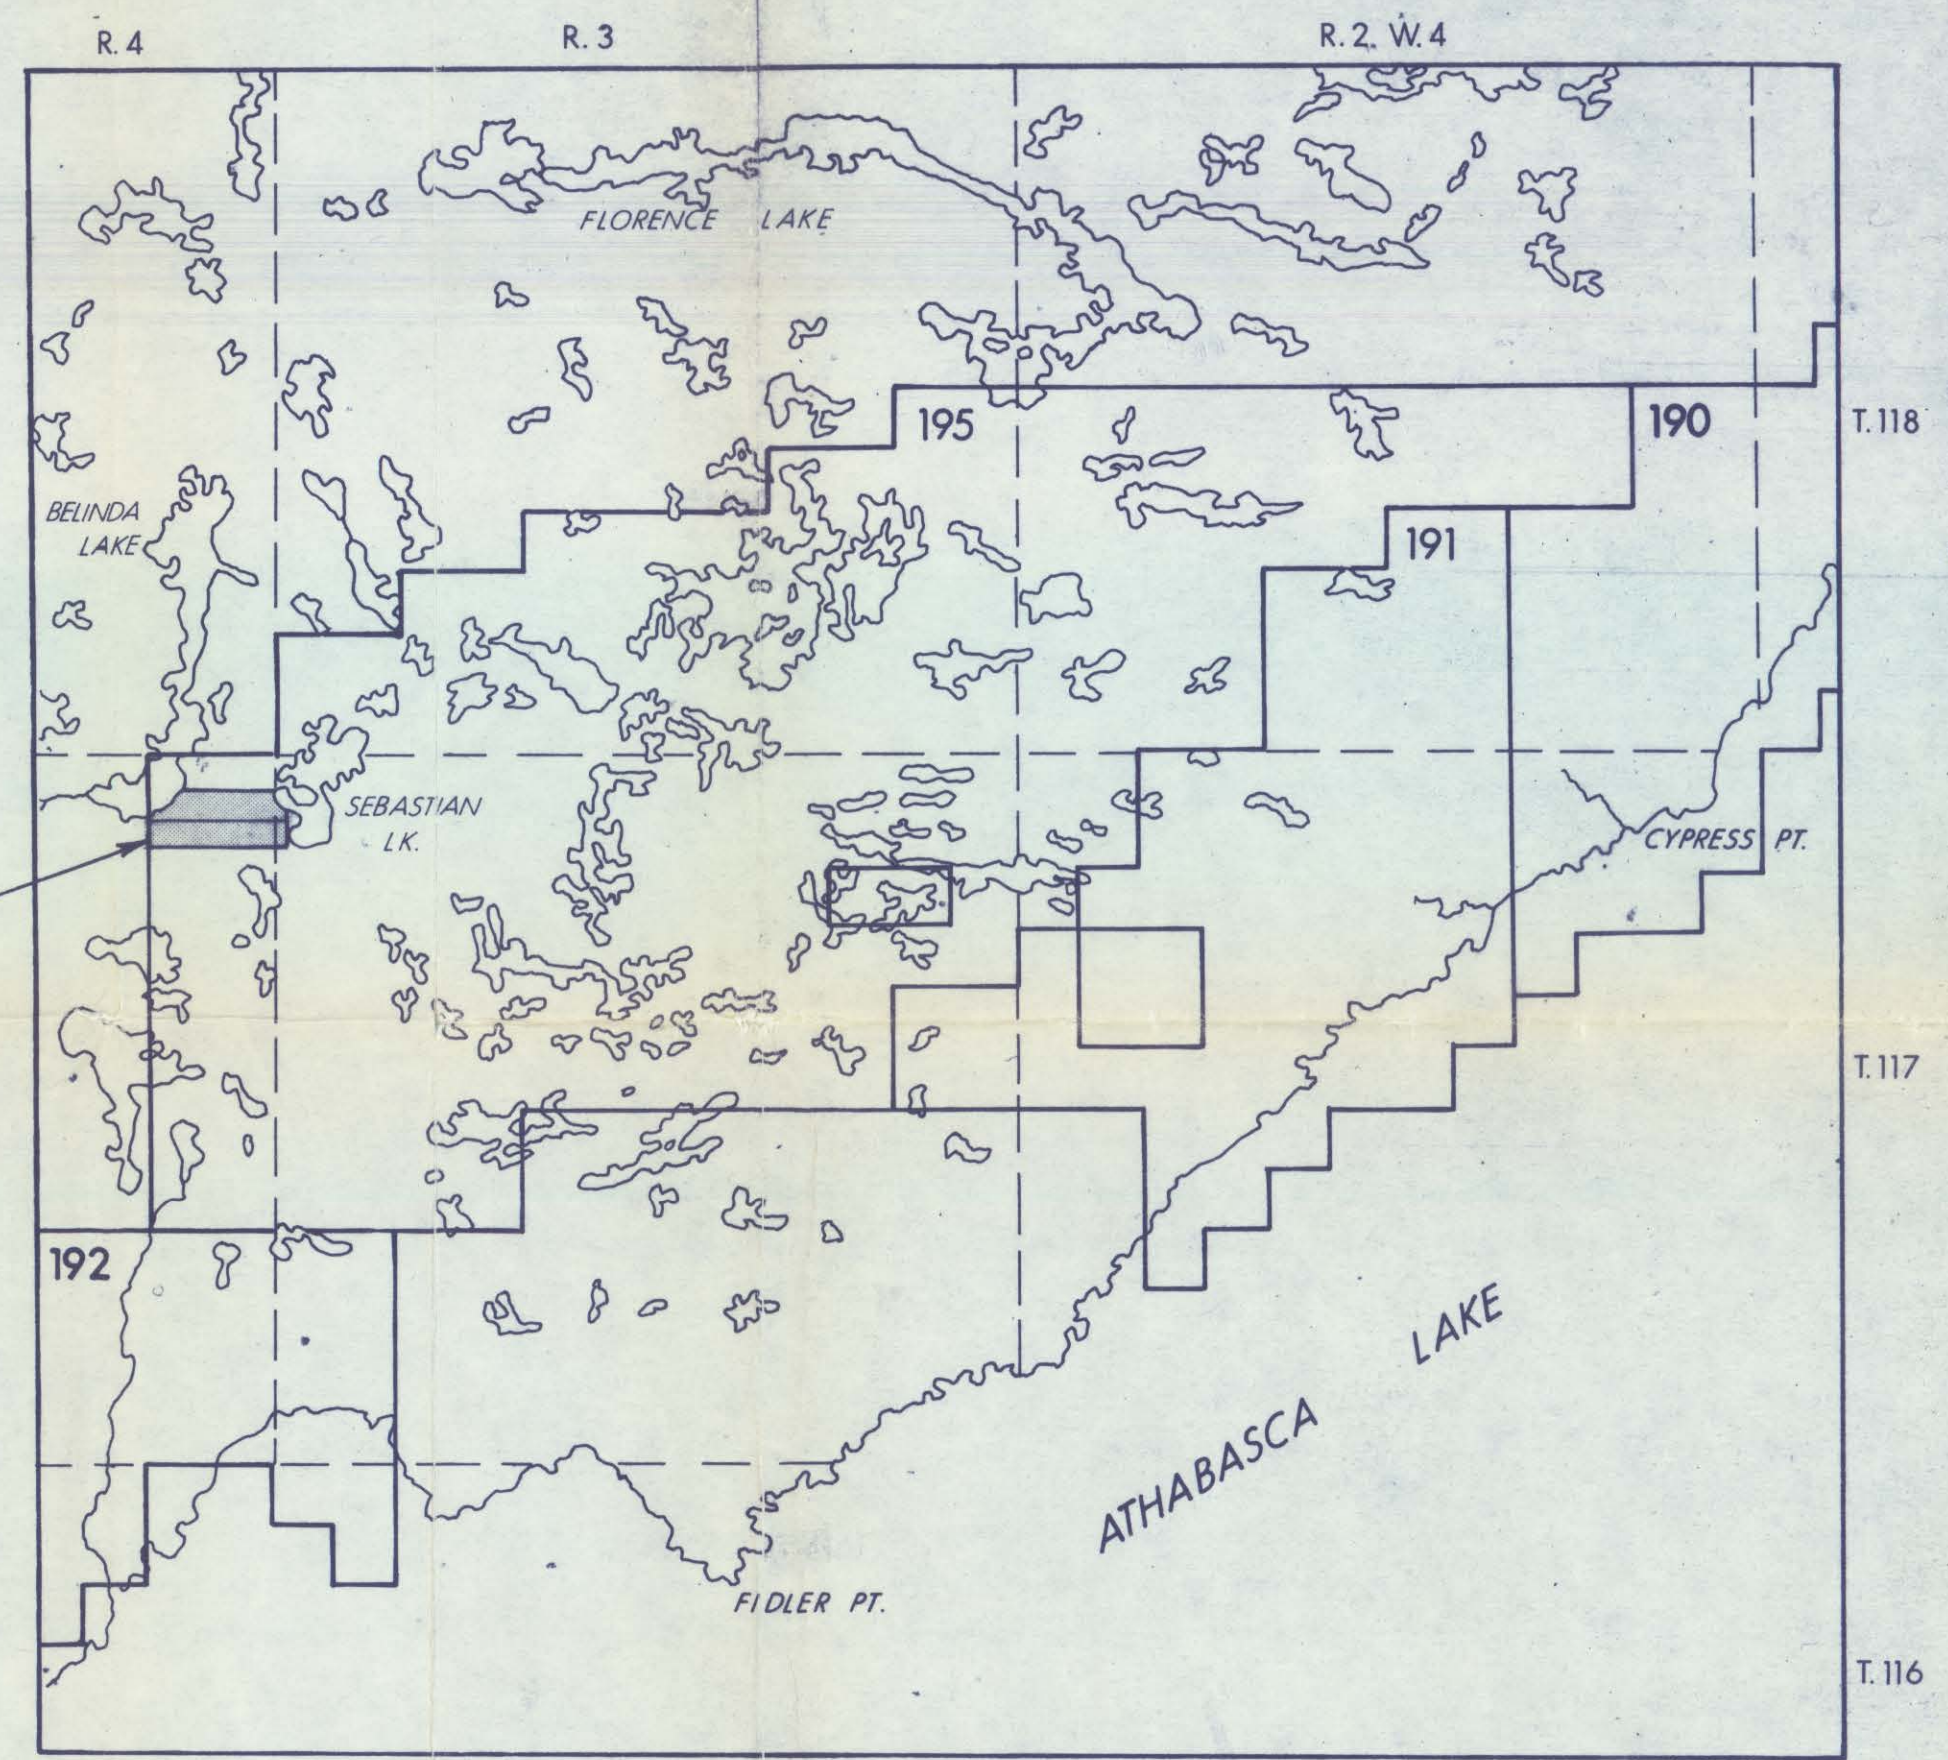 R. 4
R. 3
R. 2. W. 4
FLORENCE LAKE
195
190
T. 118
BELINDA
LAKE
191
SEBASTIAN
LK.
CYPRESS PT.
T. 117
192
ATHABASCA LAKE
FIDLER PT.
T. 116